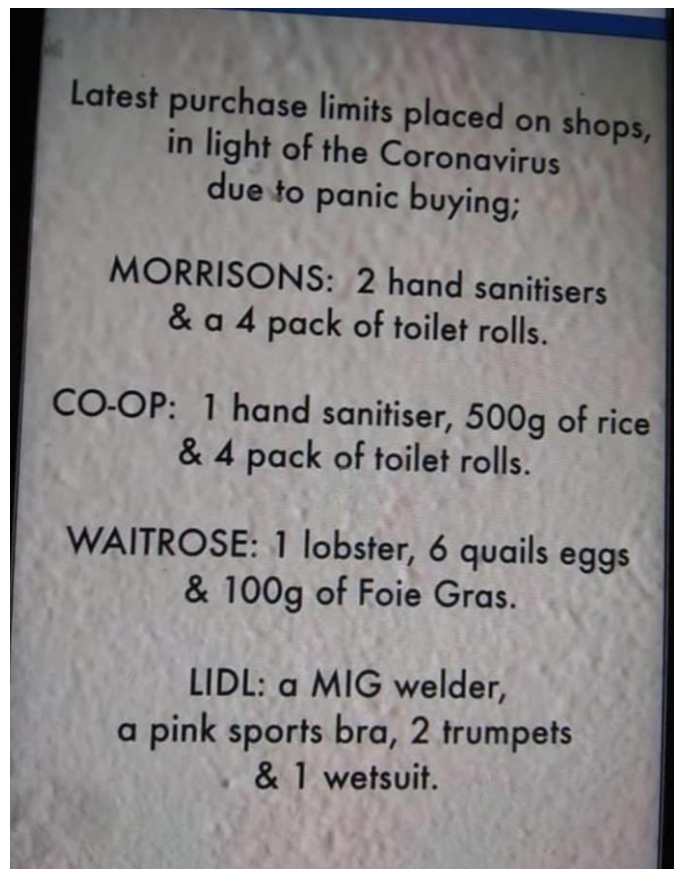 Latest purchase limits placed on shops,
in light of the Coronavirus
due to panic buying;
MORRISONS: 2 hand sanitisers
& a 4 pack of toilet rolls.
CO-OP: 1 hand sanitiser, 500g of rice
& 4 pack of toilet rolls.
WAITROSE: 1 lobster, 6 quails eggs
& 100g of Foie Gras.
LIDL: a MIG welder,
a pink sports bra, 2 trumpets
& 1 wetsuit.